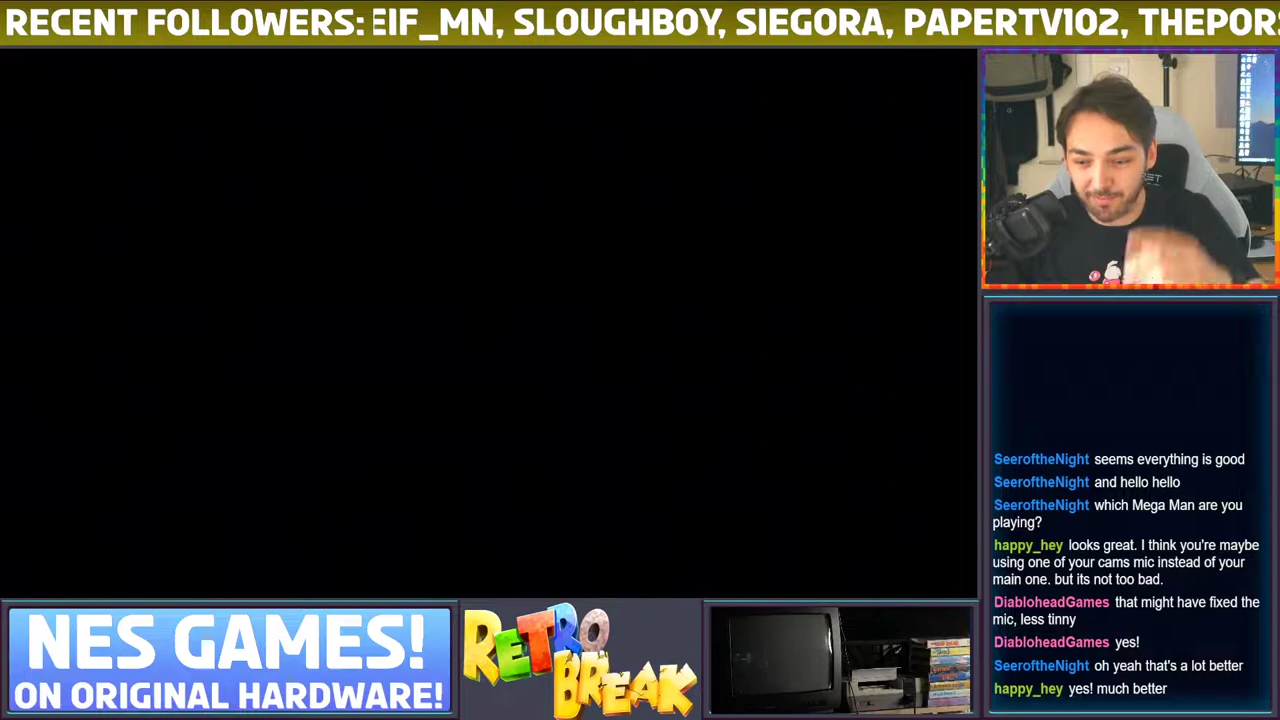 RECENT FOLLOWERS: EIF_MN, SLOUGHBOY, SIEGORA, PAPERTV102, THEPOR
SeeroftheNight seems everything is good
SeeroftheNight and hello hello
SeeroftheNight which Mega Man are you
playing?
happy_hey looks great. I think you're maybe
using one of your cams mic instead of your
main one. but its not too bad.
DiabloheadGames that might have fixed the
mic, less tinny
DiabloheadGames yes!
SeeroftheNight oh yeah that's a lot better
happy_hey yes! much better
NES GAMES!
ON ORIGINAL HARDWARE!
RETRO
BREAK